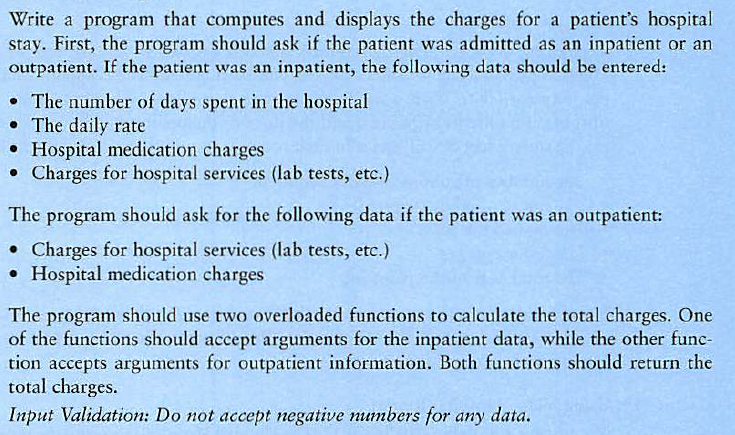 Write a program that computes and displays the charges for a patient's hospital
stay. First, the program should ask if the patient was admitted as an inpatient or an
outpatient. If the patient was an inpatient, the following data should be entered:
• The number of days spent in the hospital
• The daily rate
• Hospital medication charges
• Charges for hospital services (lab tests, etc.)
The program should ask for the following data if the patient was an outpatient:
• Charges for hospital services (lab tests, etc.)
• Hospital medication charges
The program should use two overloaded functions to calculate the total charges. One
of the functions should accept arguments for the inpatient data, while the other func-
tion accepts arguments for outpatient information. Both functions should return the
total charges.
Input Validation: Do not accept negative numbers for any data.